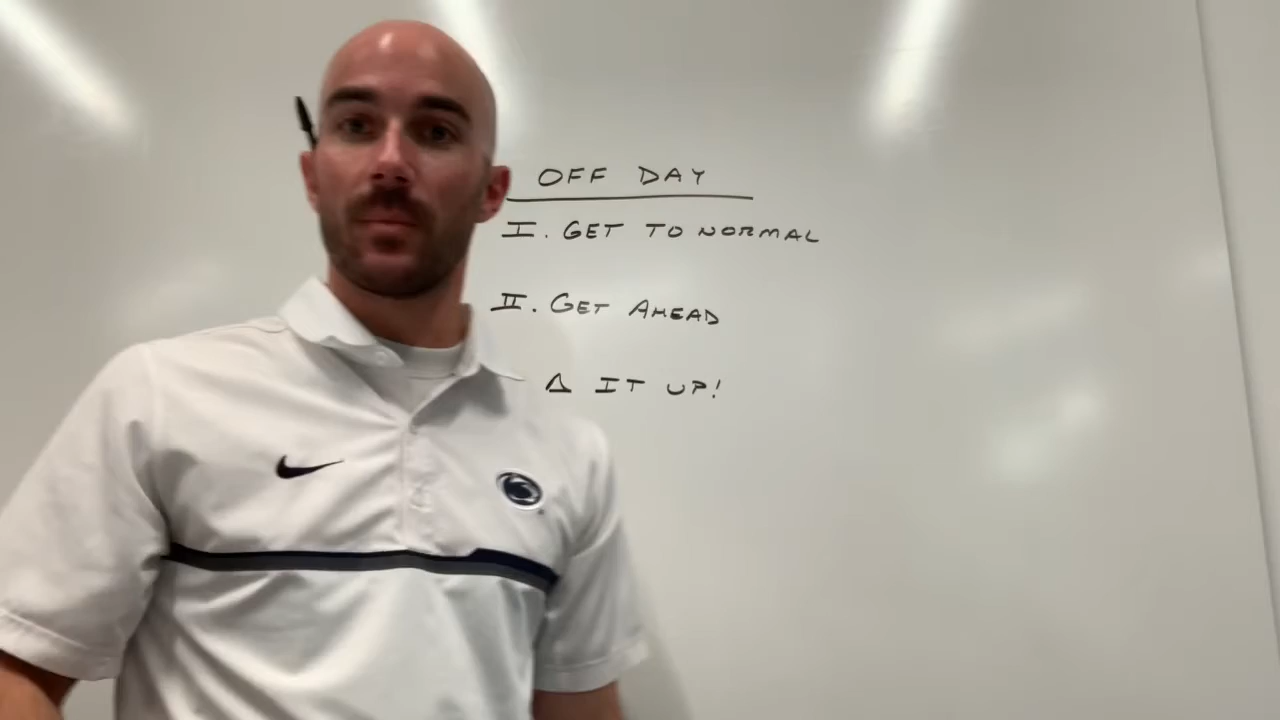 OFF DAY
I. GET TO NORMAL
II. GET AHEAD
Δ IT UP!